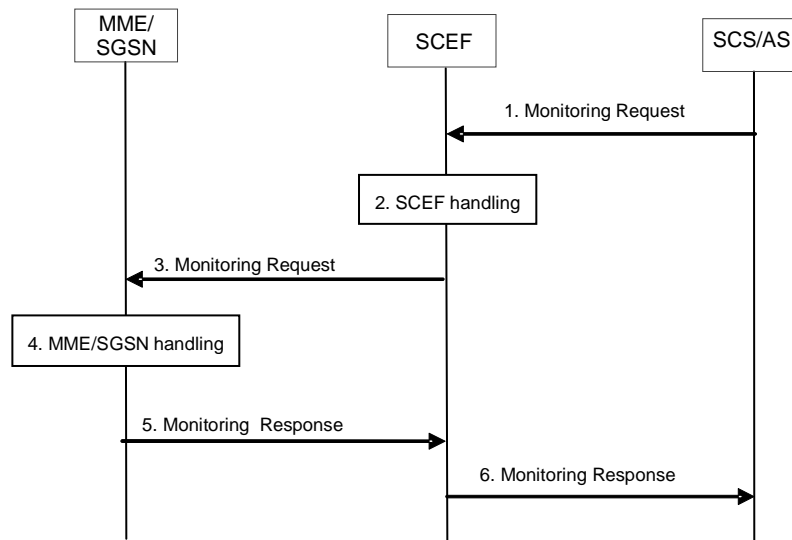 MME/
SGSN
SCEF
SCS/AS
1. Monitoring Request
2. SCEF handling
3. Monitoring Request
4. MME/SGSN handling
5. Monitoring Response
6. Monitoring Response